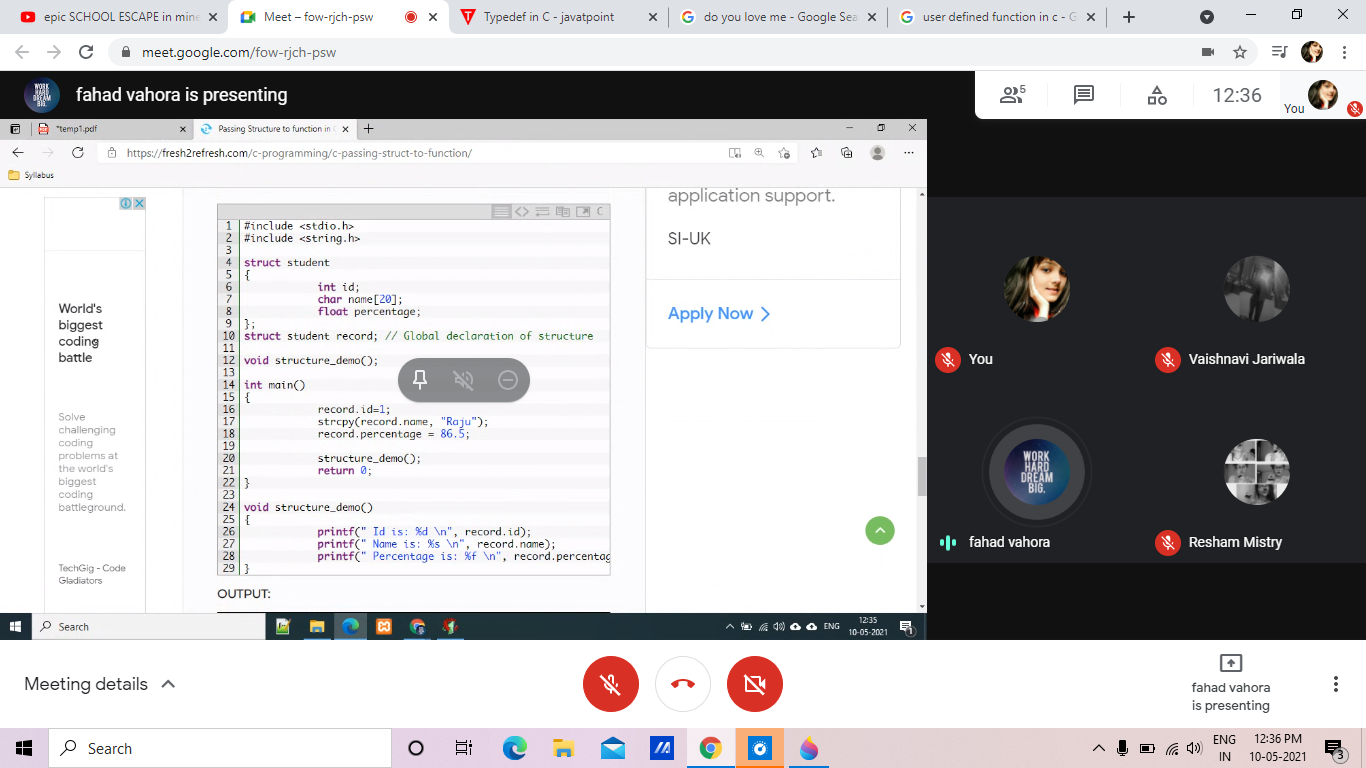 epic SCHOOL ESCAPE in mine
Meet – fow-rjch-psw
Typedef in C - javatpoint
do you love me - Google Sea
user defined function in c - G
meet.google.com/fow-rjch-psw
WORK
HARD
DREAM
BIG.
fahad vahora is presenting
5
12:36
You
*temp1.pdf
Passing Structure to function in C
https://fresh2refresh.com/c-programming/c-passing-struct-to-function/
Syllabus
World's
biggest
coding
battle
Solve
challenging
coding
problems at
the world's
biggest
coding
battleground.
TechGig - Code
Gladiators
C
1 #include <stdio.h>
2 #include <string.h>
3
4 struct student
5 {
6 int id;
7 char name[20];
8 float percentage;
9 };
10 struct student record; // Global declaration of structure
11
12 void structure_demo();
13
14 int main()
15 {
16 record.id=1;
17 strcpy(record.name, "Raju");
18 record.percentage = 86.5;
19
20 structure_demo();
21 return 0;
22 }
23
24 void structure_demo()
25 {
26 printf(" Id is: %d \n", record.id);
27 printf(" Name is: %s \n", record.name);
28 printf(" Percentage is: %f \n", record.percentag
29 }
OUTPUT:
application support.
SI-UK
Apply Now
You
Vaishnavi Jariwala
WORK
HARD
DREAM
BIG.
fahad vahora
Resham Mistry
Search
ENG
12:35
10-05-2021
1
Meeting details
fahad vahora
is presenting
Search
ENG
IN
12:36 PM
10-05-2021
3